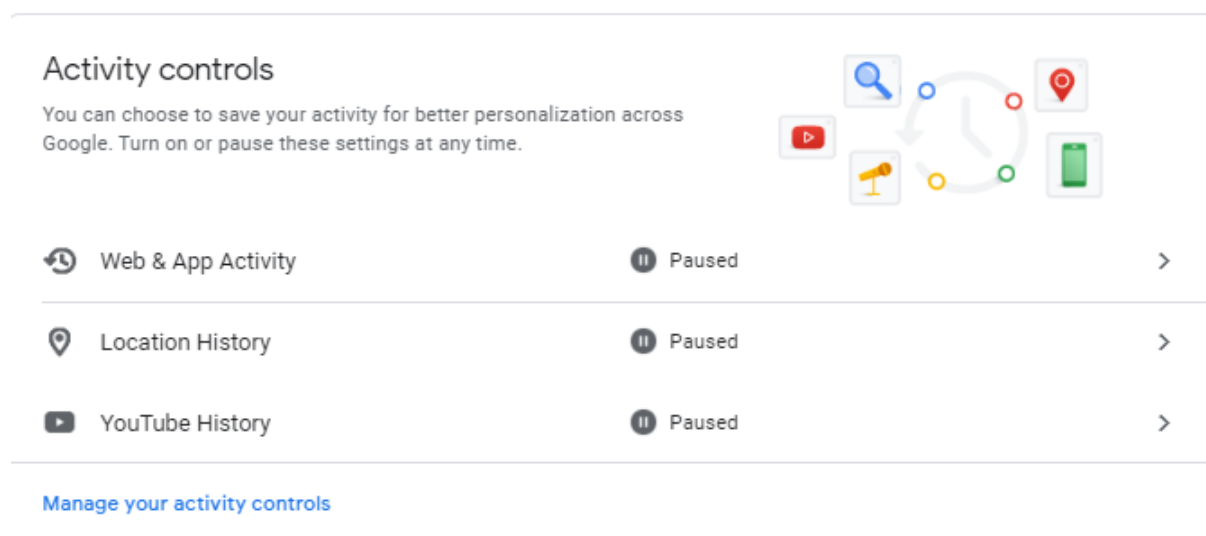 Activity controls
You can choose to save your activity for better personalization across
Google. Turn on or pause these settings at any time.
Web & App Activity Paused
Location History Paused
YouTube History Paused
Manage your activity controls